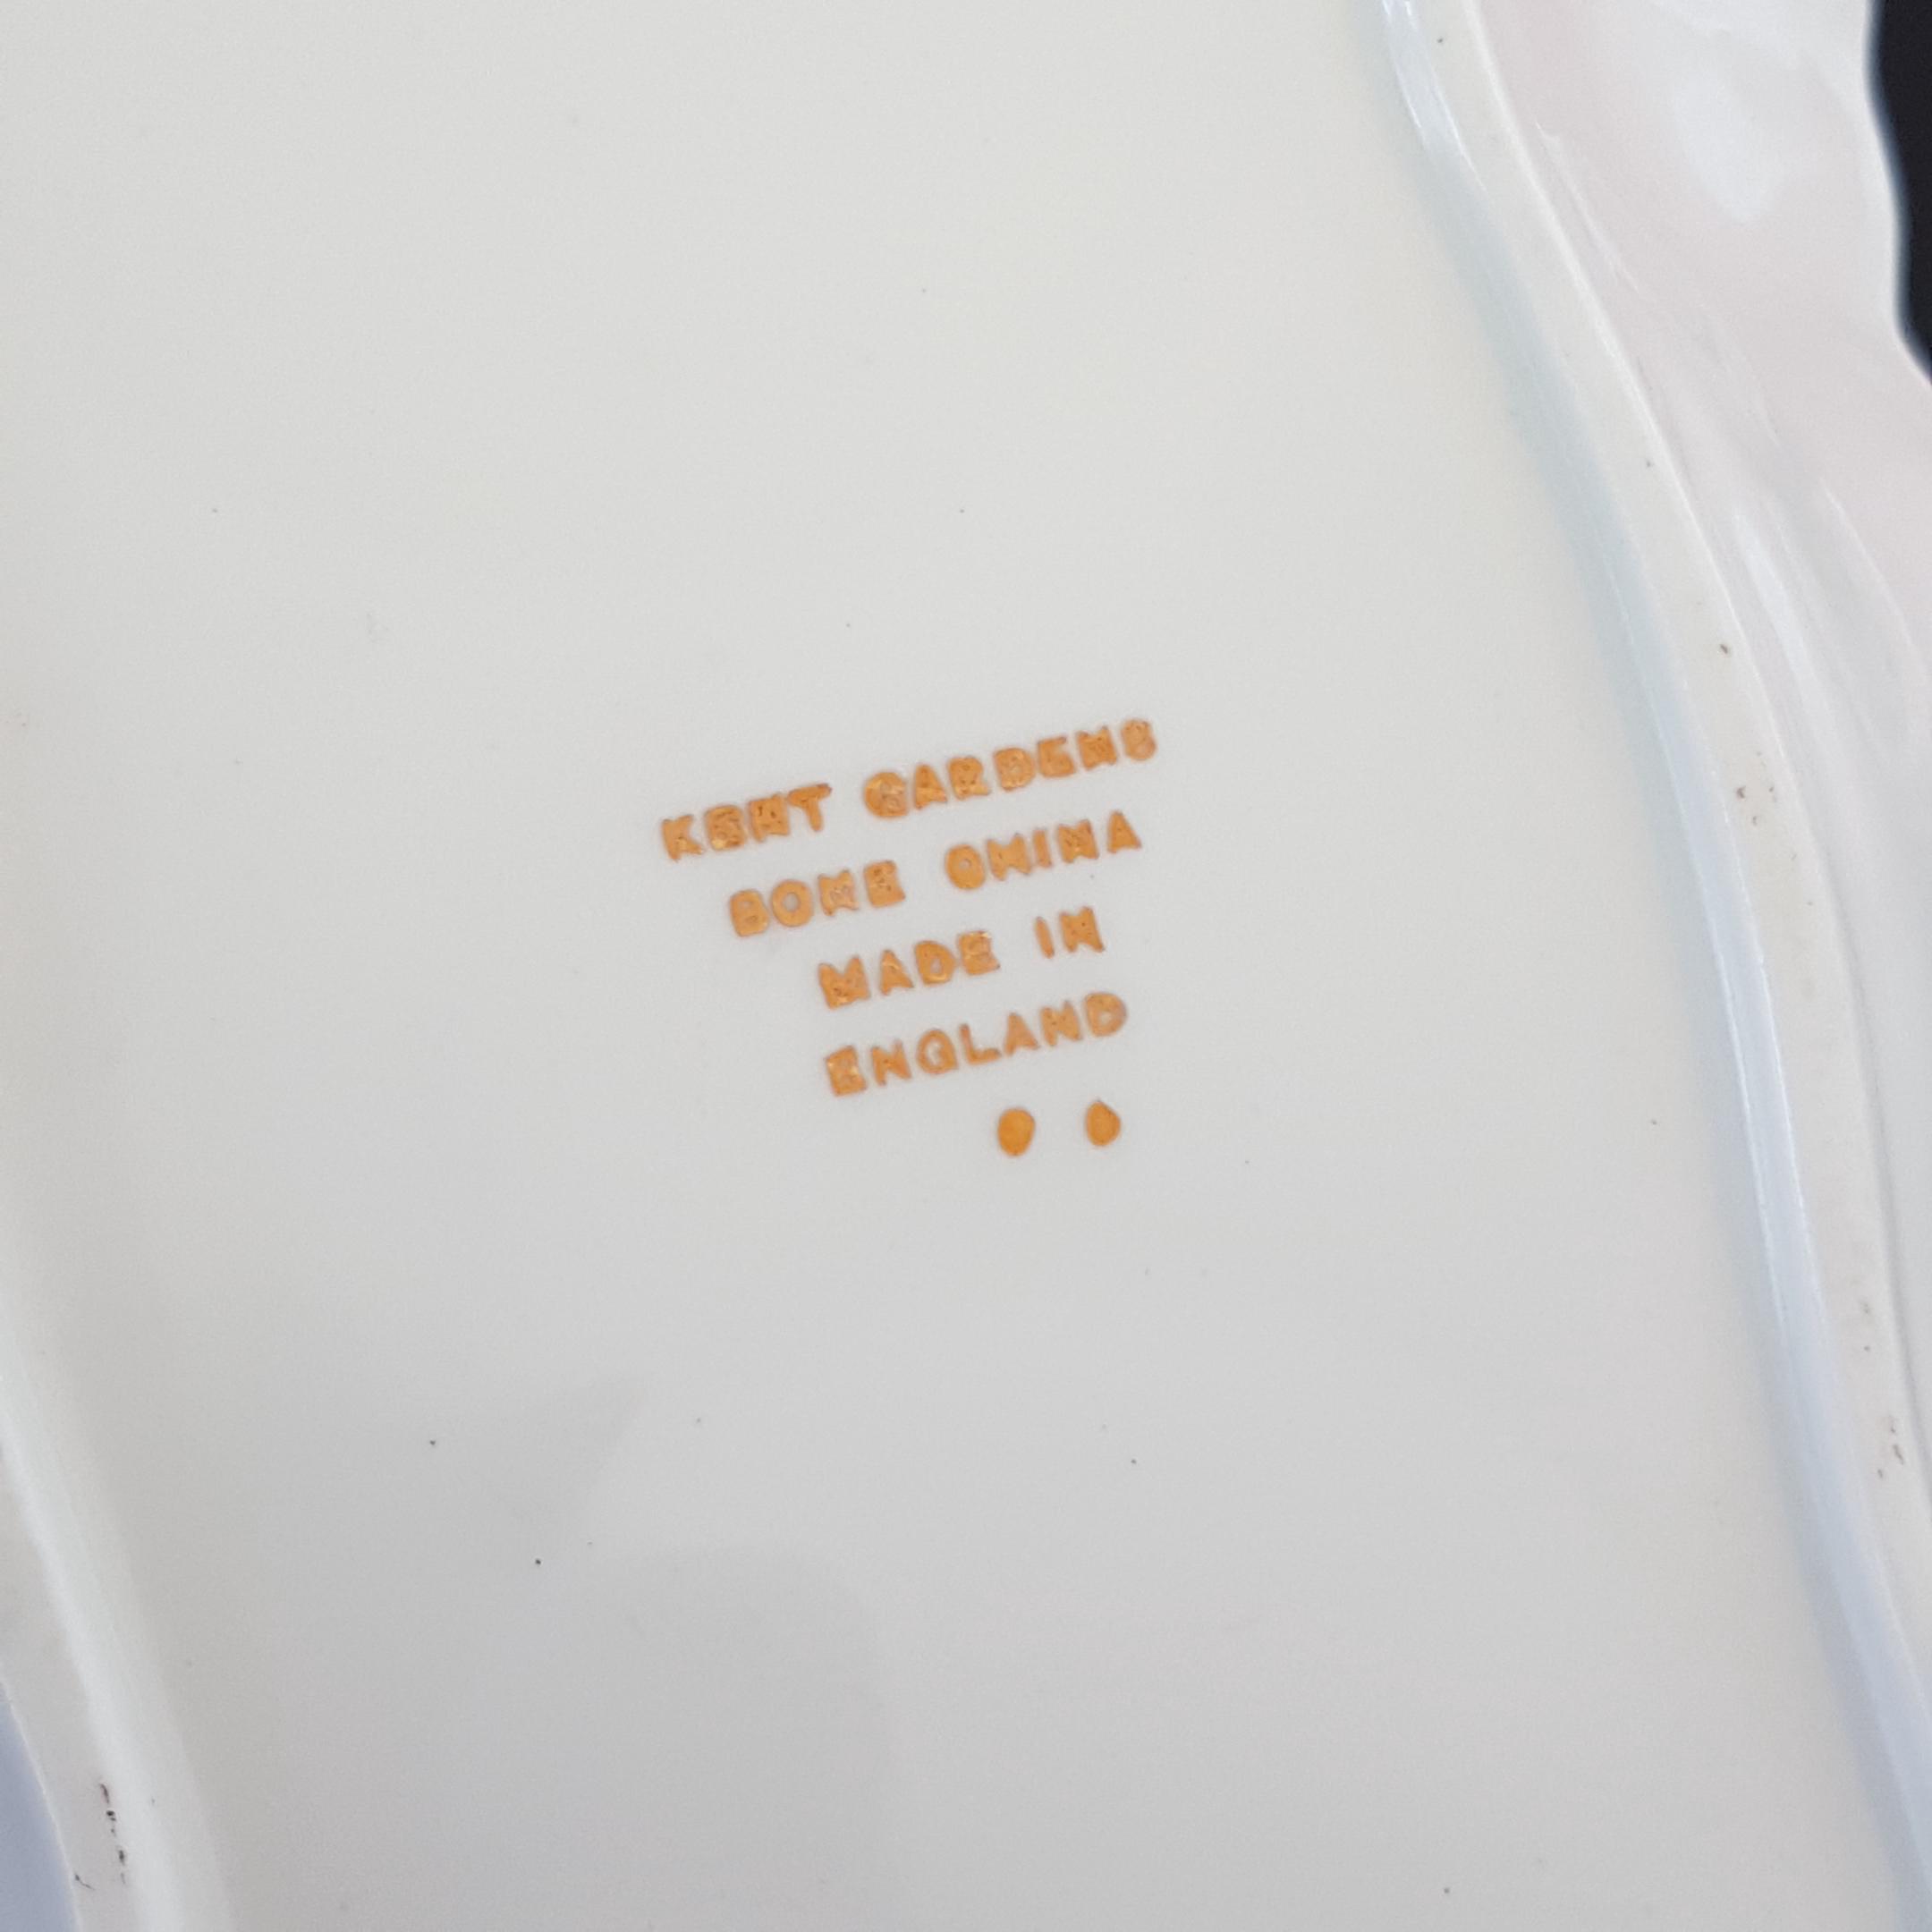 KENT GARDENS
BONE CHINA
MADE IN
ENGLAND